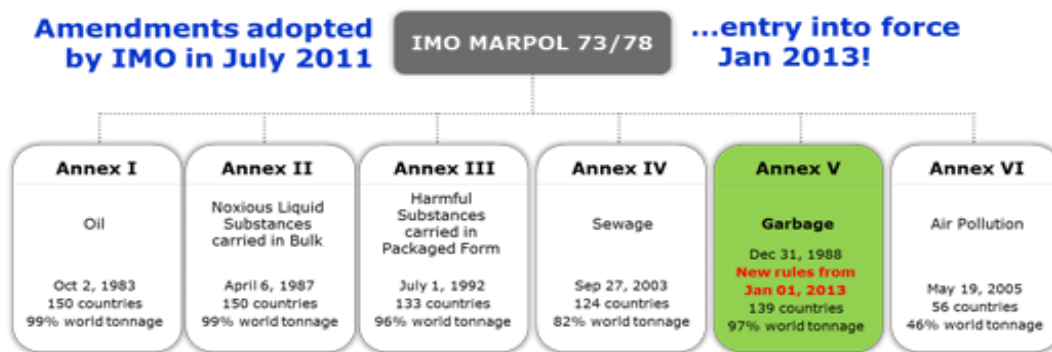 Amendments adopted
by IMO in July 2011
IMO MARPOL 73/78
...entry into force
Jan 2013!
Annex I
Oil
Oct 2, 1983
150 countries
99% world tonnage
Annex II
Noxious Liquid
Substances
carried in Bulk
April 6, 1987
150 countries
99% world tonnage
Annex III
Harmful
Substances
carried in
Packaged Form
July 1, 1992
133 countries
96% world tonnage
Annex IV
Sewage
Sep 27, 2003
124 countries
82% world tonnage
Annex V
Garbage
Dec 31, 1988
New rules from
Jan 01, 2013
139 countries
97% world tonnage
Annex VI
Air Pollution
May 19, 2005
56 countries
46% world tonnage